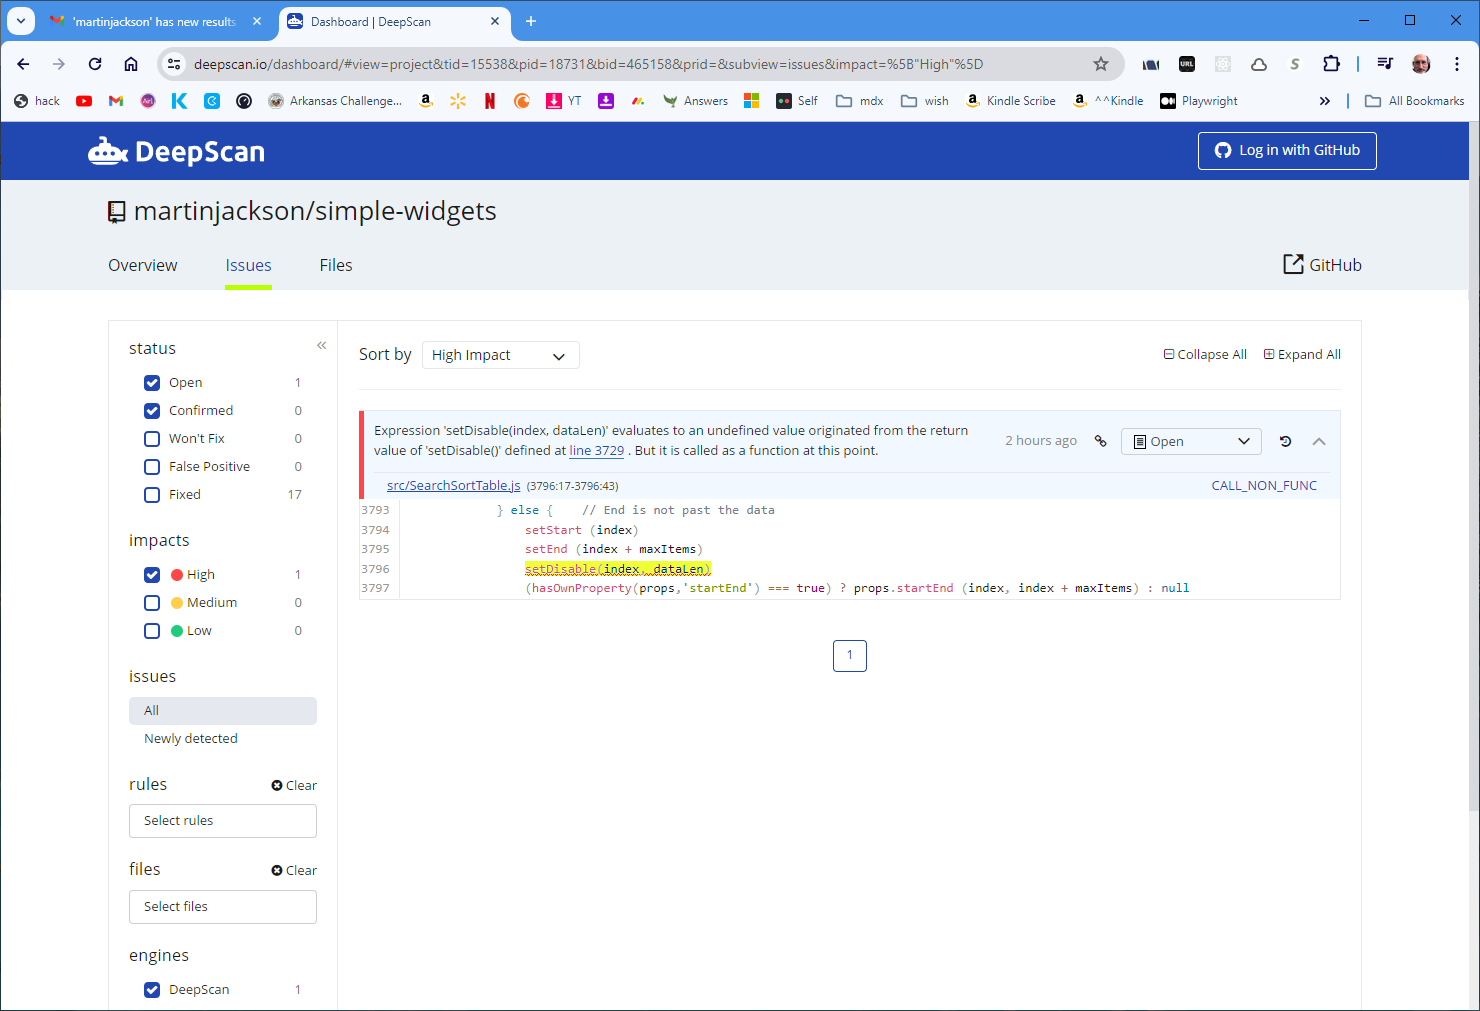 'martinjackson' has new results
Dashboard | DeepScan
deepscan.io/dashboard/#view=project&tid=15538&pid=18731&bid=465158&prid=&subview=issues&impact=%5B"High"%5D
URL
S
hack
Art
Arkansas Challenge...
YT
Answers
Self
mdx
wish
Kindle Scribe
^^Kindle
Playwright
All Bookmarks
DeepScan
Log in with GitHub
martinjackson/simple-widgets
Overview
Issues
Files
GitHub
status
Open 1
Confirmed 0
Won't Fix 0
False Positive 0
Fixed 17
impacts
High 1
Medium 0
Low 0
issues
All
Newly detected
rules Clear
Select rules
files Clear
Select files
engines
DeepScan 1
Sort by High Impact
Collapse All Expand All
Expression 'setDisable(index, dataLen)' evaluates to an undefined value originated from the return
value of 'setDisable()' defined at line 3729 . But it is called as a function at this point.
2 hours ago
Open
src/SearchSortTable.js (3796:17-3796:43) CALL_NON_FUNC
3793 } else { // End is not past the data
3794 setStart (index)
3795 setEnd (index + maxItems)
3796 setDisable(index, dataLen)
3797 (hasOwnProperty(props,'startEnd') === true) ? props.startEnd (index, index + maxItems) : null
1